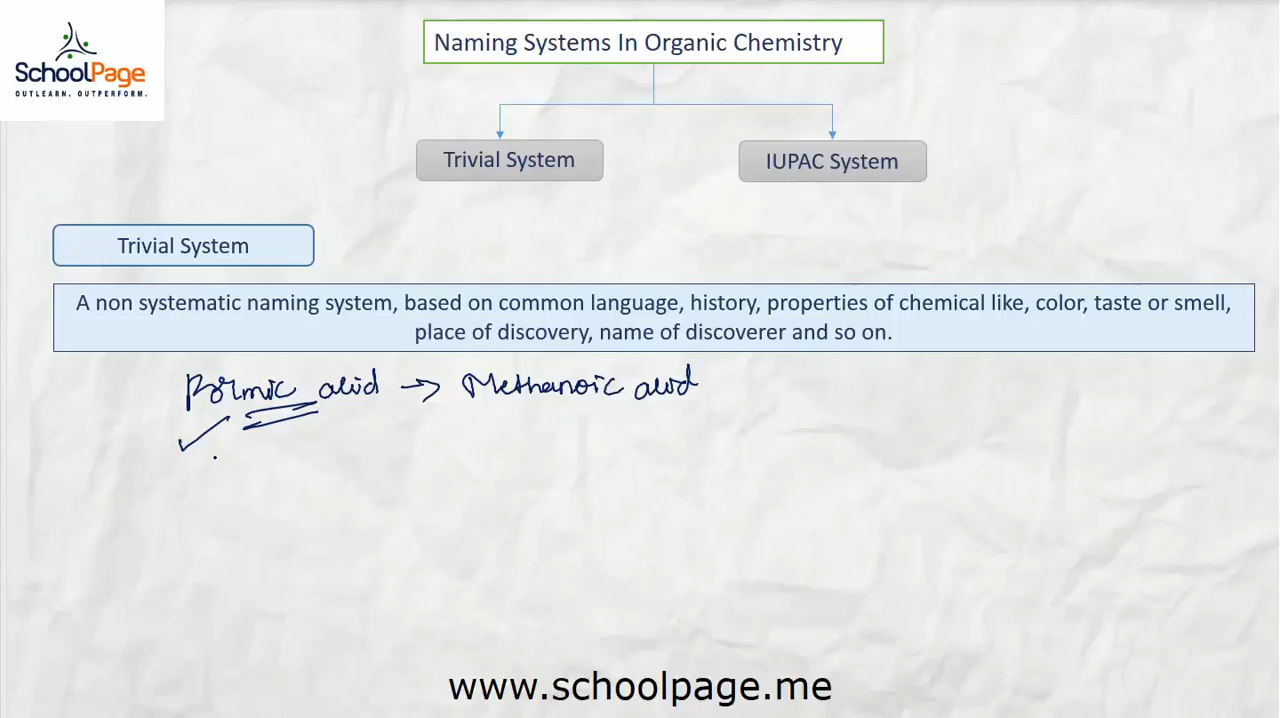 SchoolPage
OUTLEARN. OUTPERFORM.
Naming Systems In Organic Chemistry
Trivial System
IUPAC System
Trivial System
A non systematic naming system, based on common language, history, properties of chemical like, color, taste or smell,
place of discovery, name of discoverer and so on.
Formic acid → Methanoic acid
www.schoolpage.me